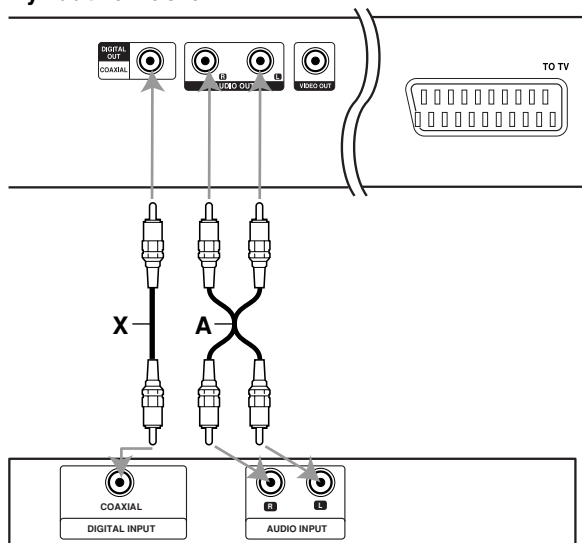 DIGITAL
OUT
COAXIAL
R
L
AUDIO OUT
VIDEO OUT
TO TV
X
A
COAXIAL
DIGITAL INPUT
R
L
AUDIO INPUT